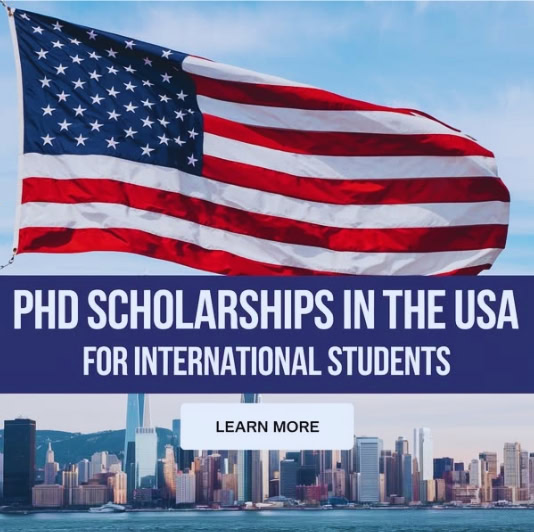 PHD SCHOLARSHIPS IN THE USA
FOR INTERNATIONAL STUDENTS
LEARN MORE